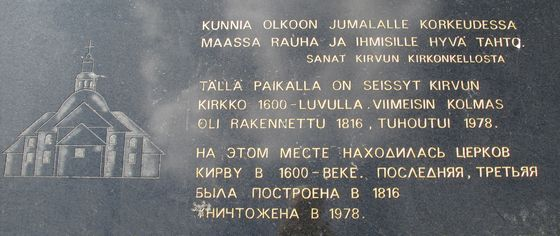 KUNNIA OLKOON JUMALALLE KORKEUDESSA
MAASSA RAUHA JA IHMISILLE HYVÄ TAHTO.
SANAT KIRVUN KIRKONKELLOSTA
TÄLLÄ PAIKALLA ON SEISSYT KIRVUN
KIRKKO 1600-LUVULLA. VIIMEISIN KOLMAS
OLI RAKENNETTU 1816, TUHOUTUI 1978.
НА ЭТОМ МЕСТЕ НАХОДИЛАСЬ ЦЕРКОВ
КИРВУ В 1600-ВЕКЕ. ПОСЛЕДНЯЯ, ТРЕТЬЯЯ
БЫЛА ПОСТРОЕНА В 1816
УНИЧТОЖЕНА В 1978.